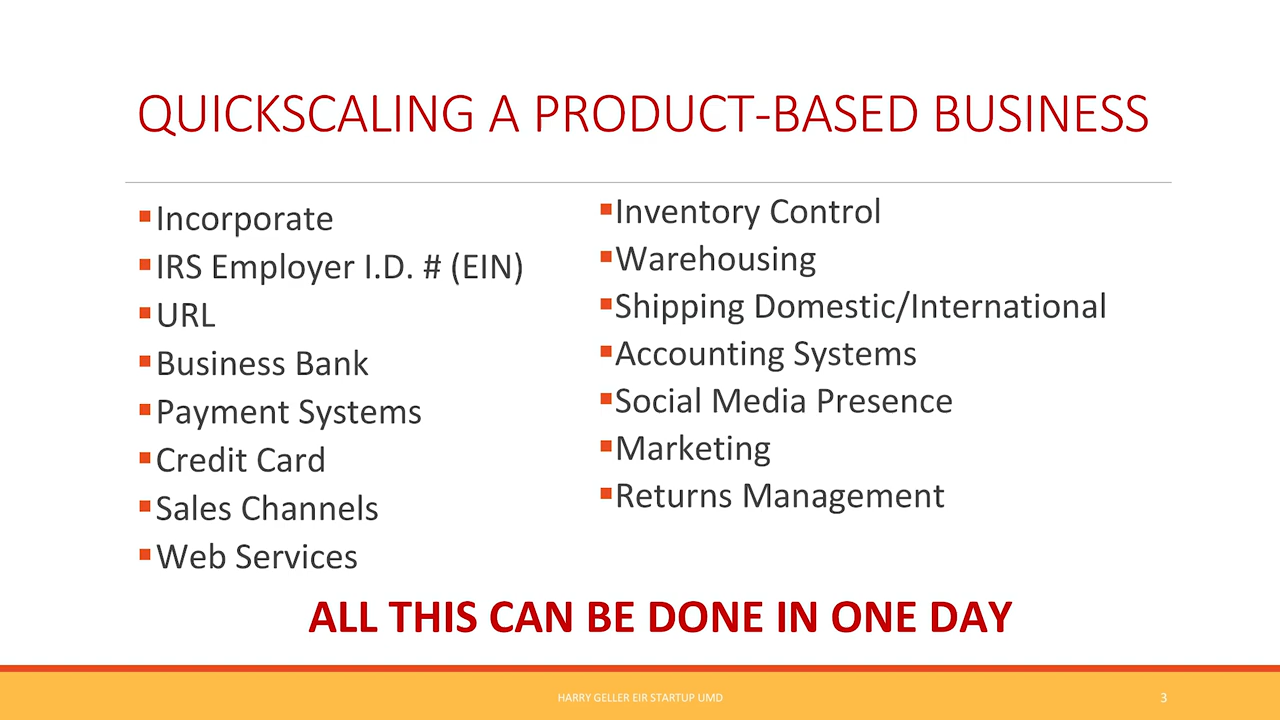 QUICKSCALING A PRODUCT-BASED BUSINESS
Incorporate
IRS Employer I.D. # (EIN)
URL
Business Bank
Payment Systems
Credit Card
Sales Channels
Web Services
Inventory Control
Warehousing
Shipping Domestic/International
Accounting Systems
Social Media Presence
Marketing
Returns Management
ALL THIS CAN BE DONE IN ONE DAY
HARRY GELLER EIR STARTUP UMD
3